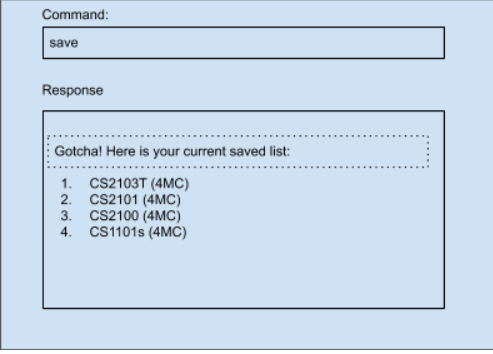 Command:
save
Response
Gotcha! Here is your current saved list:
1. CS2103T (4MC)
2. CS2101 (4MC)
3. CS2100 (4MC)
4. CS1101s (4MC)